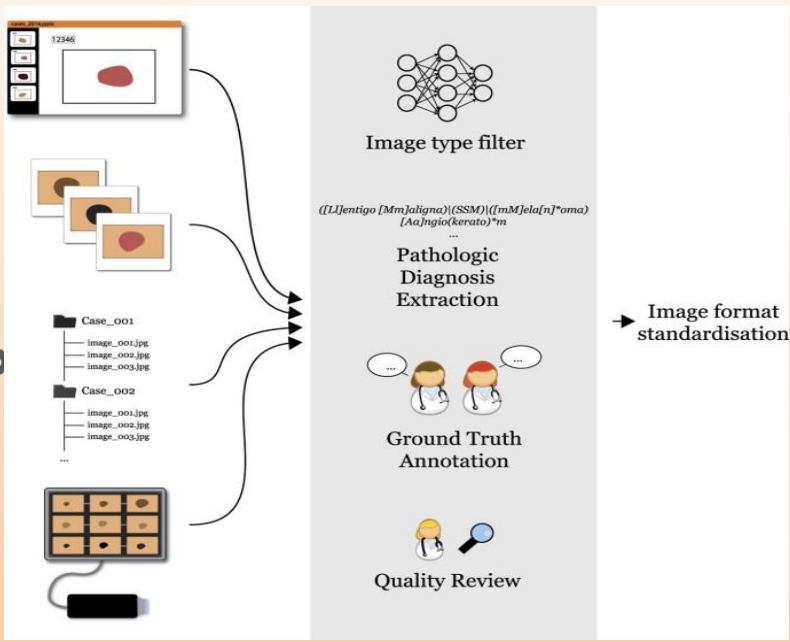 cases_2016.pptx
12346
Case_001
image_001.jpg
image_002.jpg
image_003.jpg
Case_002
image_001.jpg
image_002.jpg
image_003.jpg
...
Image type filter
([Ll]entigo [Mm]aligna)|(SSM)|([mM]ela[n]*oma)
[Aa]ngio(kerato)*m
...
Pathologic
Diagnosis
Extraction
...
...
Ground Truth
Annotation
Quality Review
Image format
standardisation